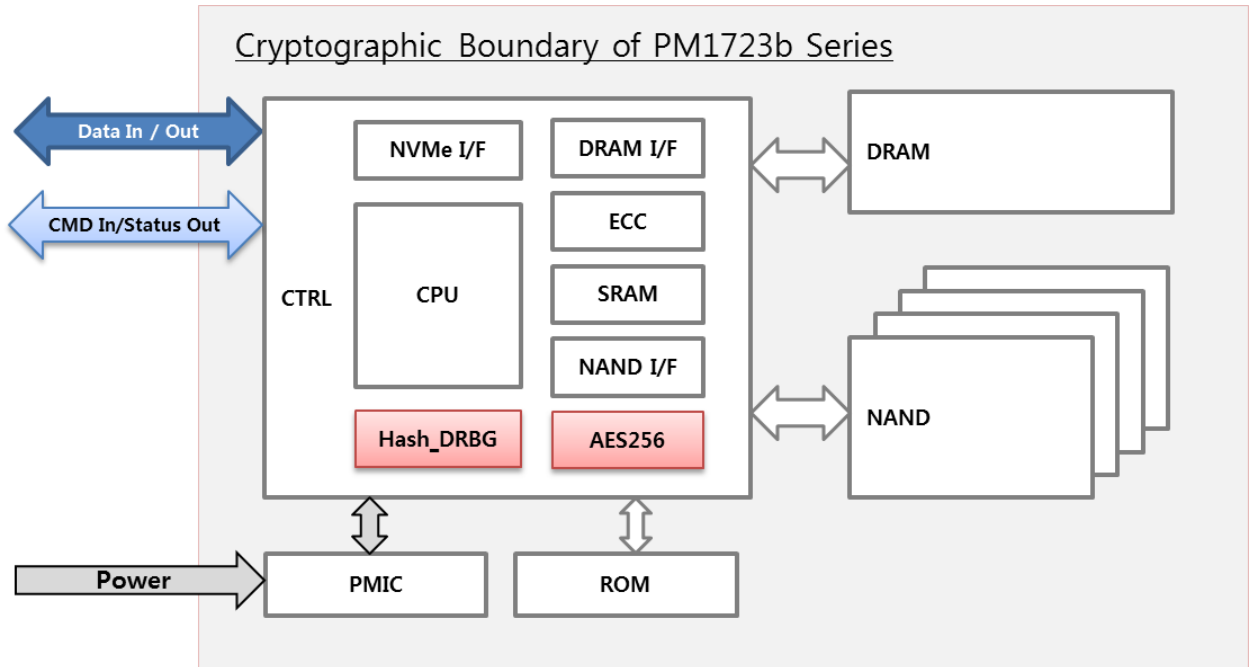 Cryptographic Boundary of PM1723b Series
Data In / Out
CMD In/Status Out
CTRL
NVMe I/F
CPU
Hash_DRBG
DRAM I/F
ECC
SRAM
NAND I/F
AES256
DRAM
NAND
Power
PMIC
ROM